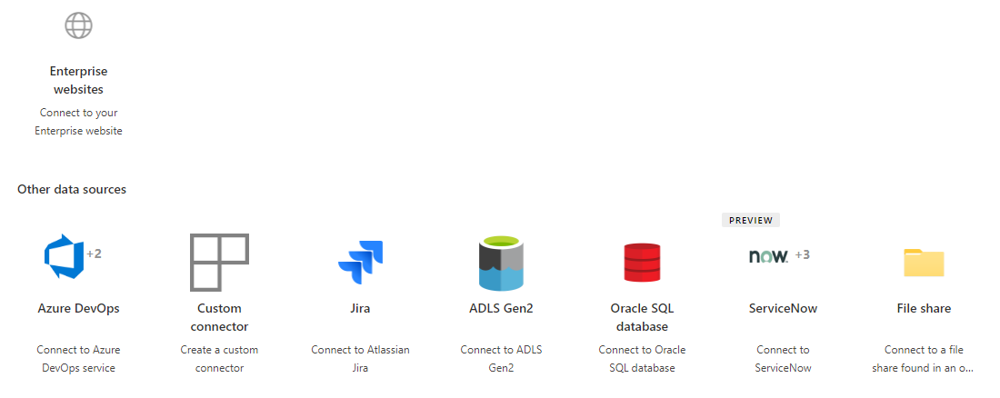 Enterprise
websites
Connect to your
Enterprise website
Other data sources
+2
Azure DevOps
Connect to Azure
DevOps service
Custom
connector
Create a custom
connector
Jira
Connect to Atlassian
Jira
ADLS Gen2
Connect to ADLS
Gen2
Oracle SQL
database
Connect to Oracle
SQL database
PREVIEW
now. +3
ServiceNow
Connect to
ServiceNow
File share
Connect to a file
share found in an o...